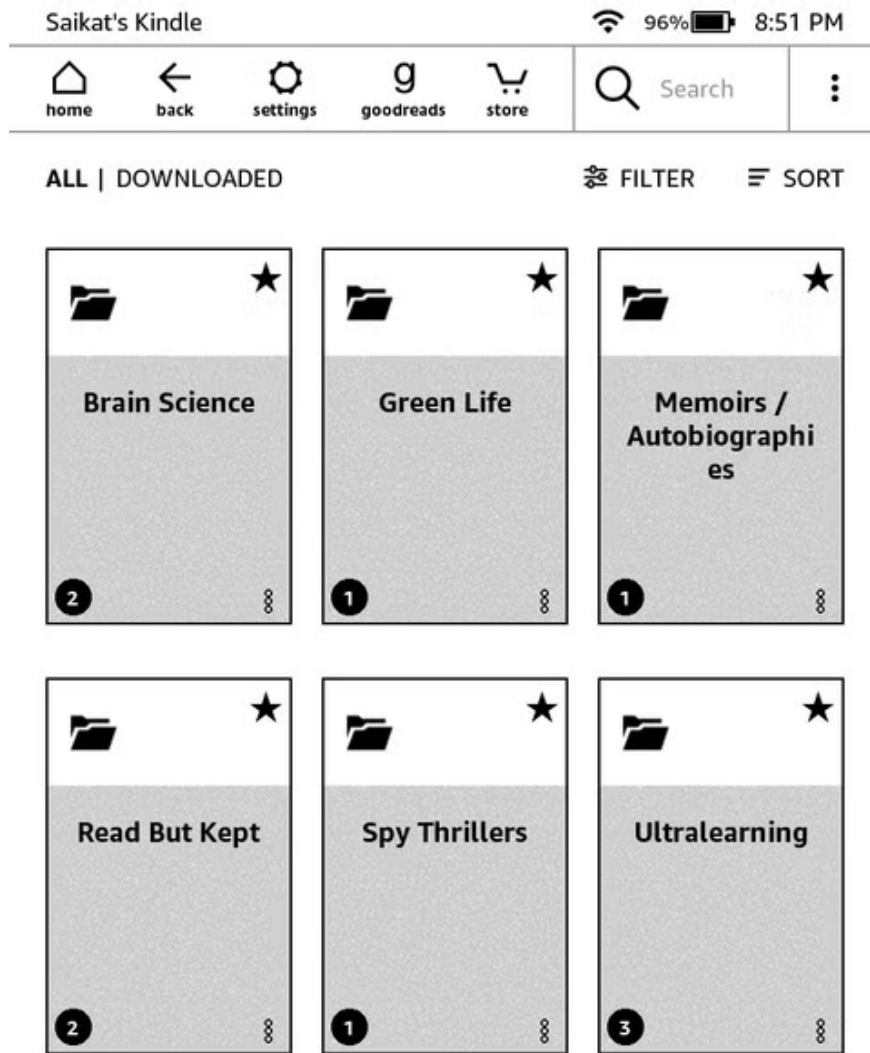 Saikat's Kindle 96% 8:51 PM
home back settings goodreads store Search
ALL | DOWNLOADED FILTER SORT
Brain Science
2
Green Life
1
Memoirs /
Autobiographi
es
1
Read But Kept
2
Spy Thrillers
1
Ultralearning
3